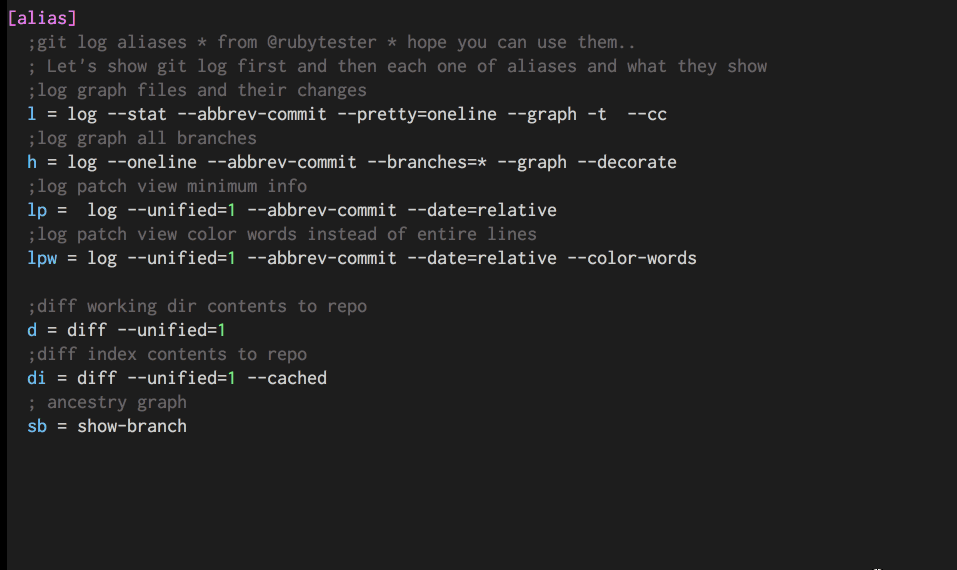 [alias]
;git log aliases * from @rubytester * hope you can use them..
; Let's show git log first and then each one of aliases and what they show
;log graph files and their changes
l = log --stat --abbrev-commit --pretty=oneline --graph -t  --cc
;log graph all branches
h = log --oneline --abbrev-commit --branches=* --graph --decorate
;log patch view minimum info
lp =  log --unified=1 --abbrev-commit --date=relative
;log patch view color words instead of entire lines
lpw = log --unified=1 --abbrev-commit --date=relative --color-words
;diff working dir contents to repo
d = diff --unified=1
;diff index contents to repo
di = diff --unified=1 --cached
; ancestry graph
sb = show-branch